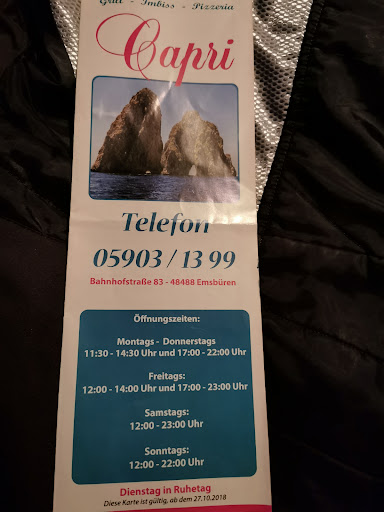 Grill - Imbiss - Pizzeria
Capri
Telefon
05903 / 13 99
Bahnhofstraße 83 - 48488 Emsbüren
Öffnungszeiten:
Montags - Donnerstags
11:30 - 14:30 Uhr und 17:00 - 22:00 Uhr
Freitags:
12:00 - 14:00 Uhr und 17:00 - 23:00 Uhr
Samstags:
12:00 - 23:00 Uhr
Sonntags:
12:00 - 22:00 Uhr
Dienstag in Ruhetag
Diese Karte ist gültig, ab dem 27.10.2018